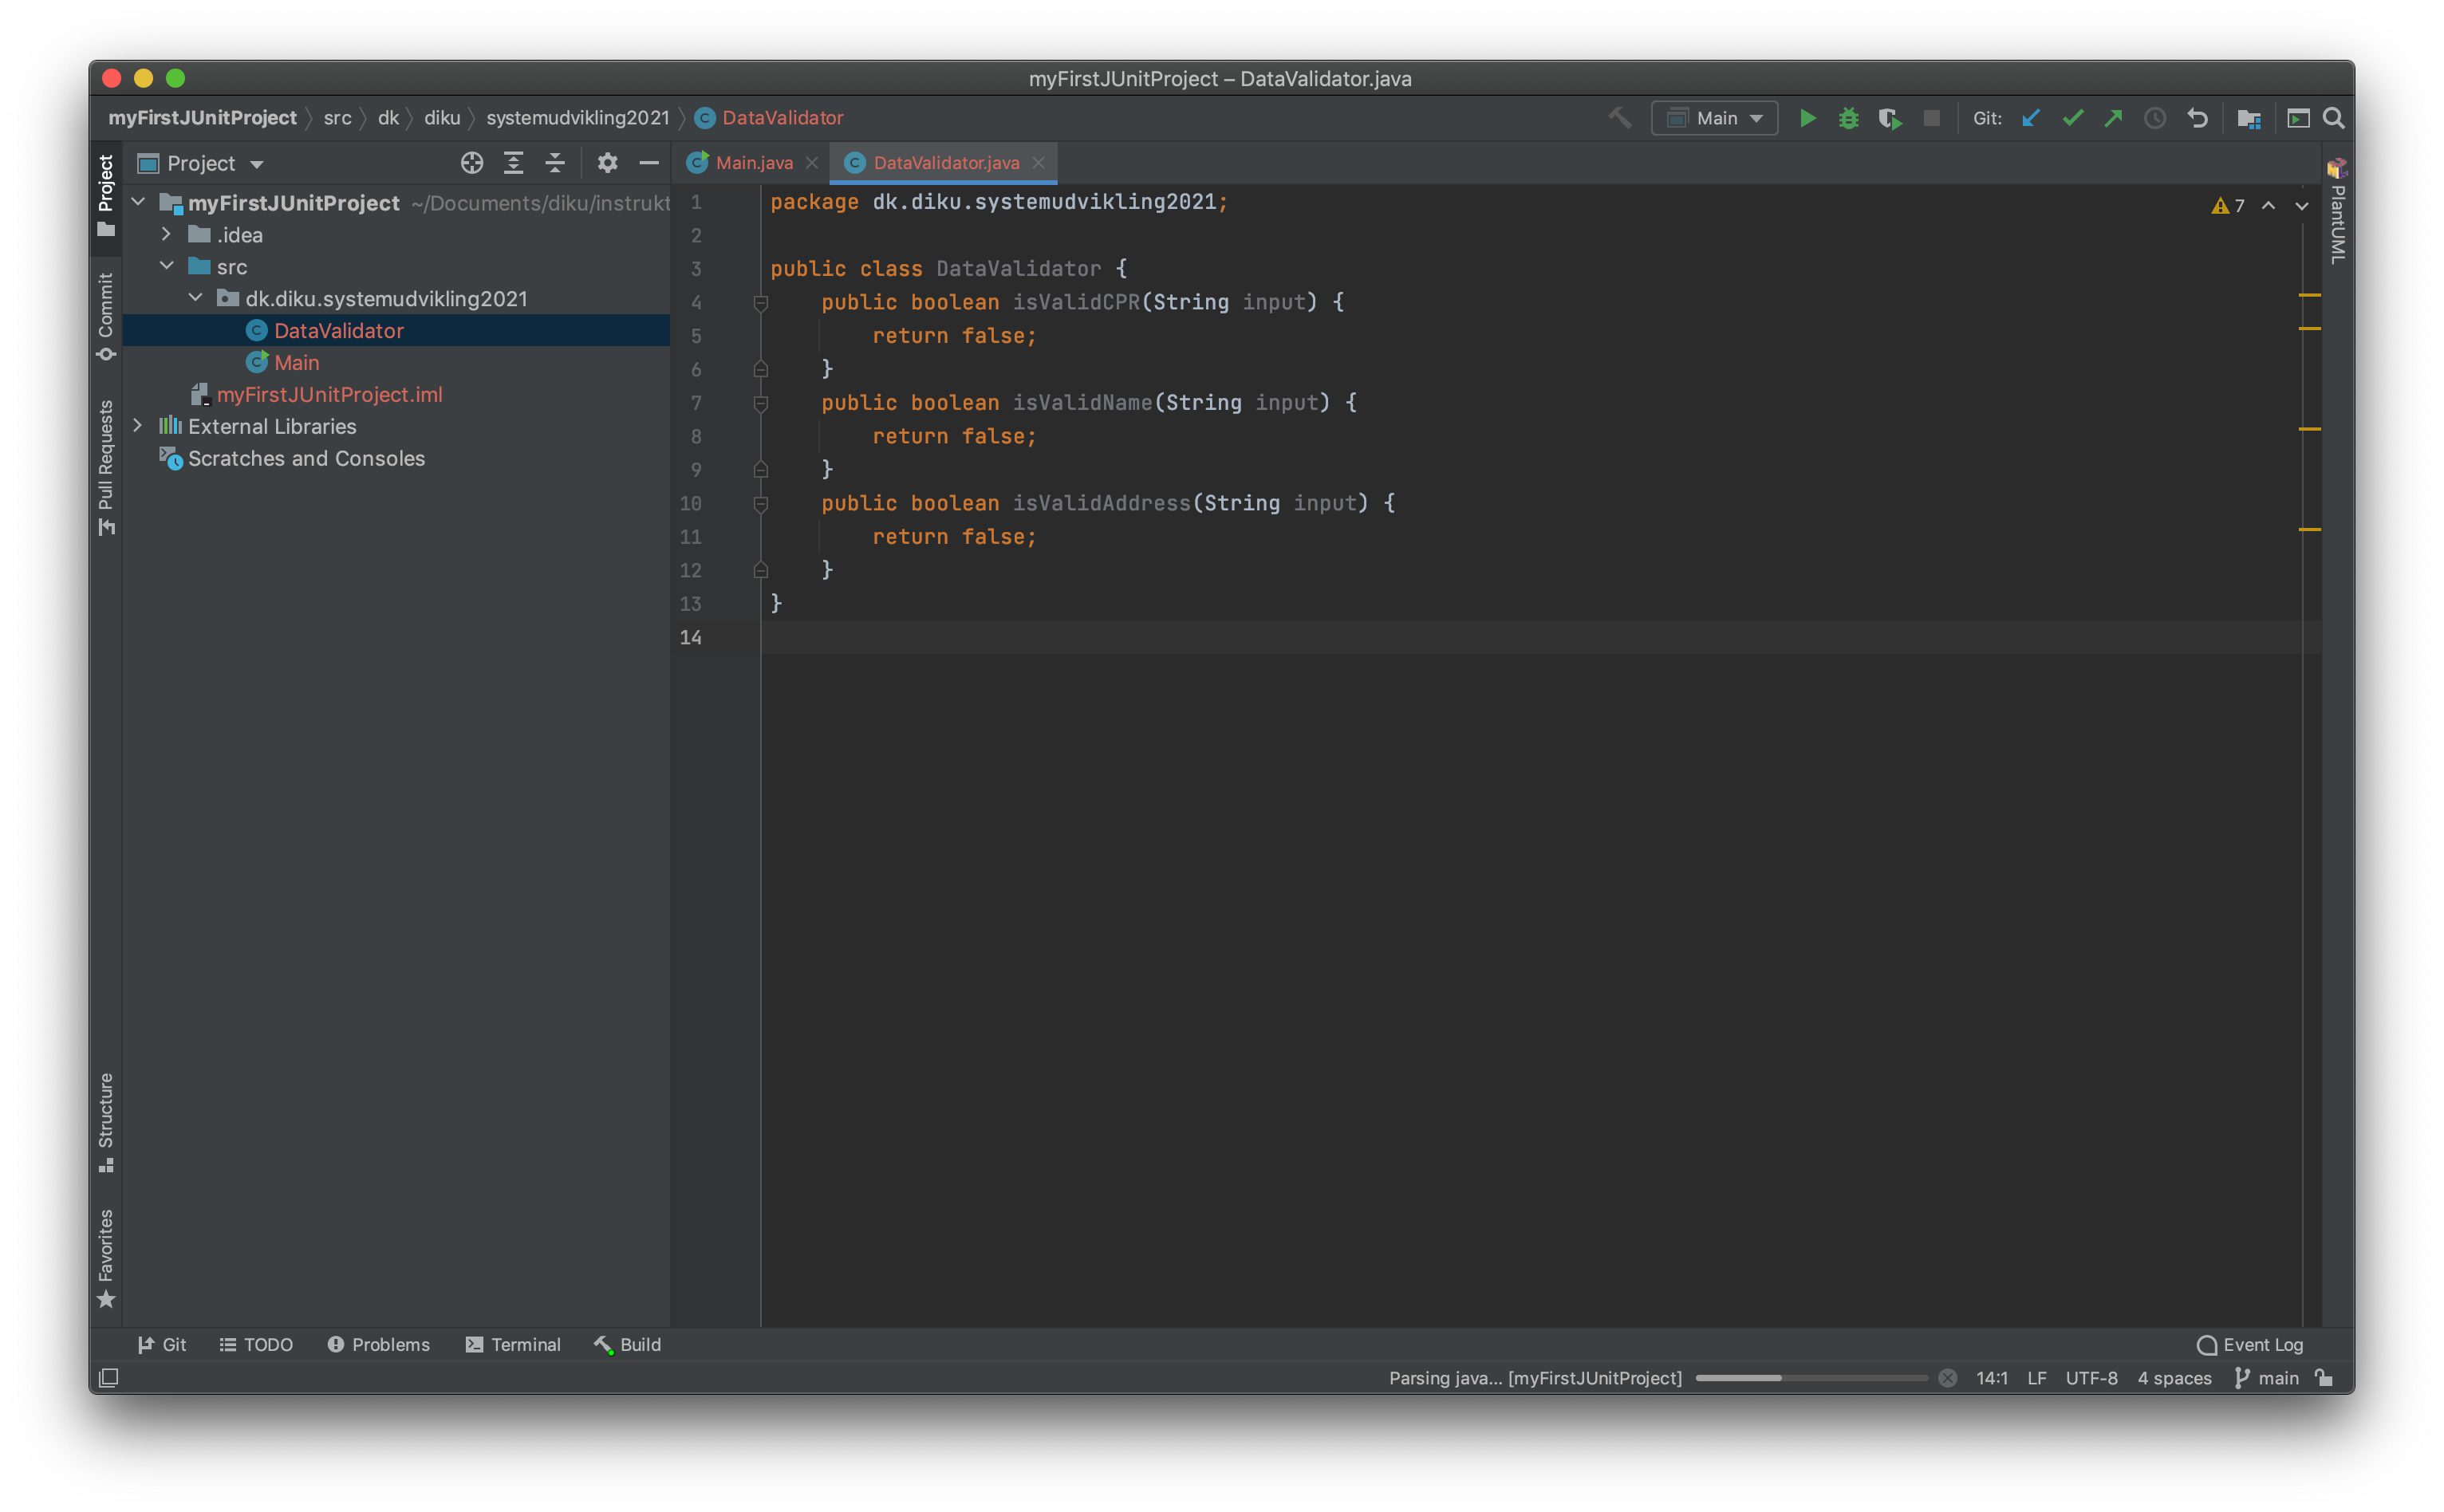 myFirstJUnitProject – DataValidator.java
myFirstJUnitProject src dk diku systemudvikling2021 DataValidator Main Git:
Project
Main.java DataValidator.java
myFirstJUnitProject ~/Documents/diku/instrukt
.idea
src
dk.diku.systemudvikling2021
DataValidator
Main
myFirstJUnitProject.iml
External Libraries
Scratches and Consoles
Project
Commit
Pull Requests
Structure
Favorites
1 package dk.diku.systemudvikling2021;
2
3 public class DataValidator {
4     public boolean isValidCPR(String input) {
5         return false;
6     }
7     public boolean isValidName(String input) {
8         return false;
9     }
10     public boolean isValidAddress(String input) {
11         return false;
12     }
13 }
14
7
PlantUML
Git TODO Problems Terminal Build Event Log
Parsing java... [myFirstJUnitProject] 14:1 LF UTF-8 4 spaces main